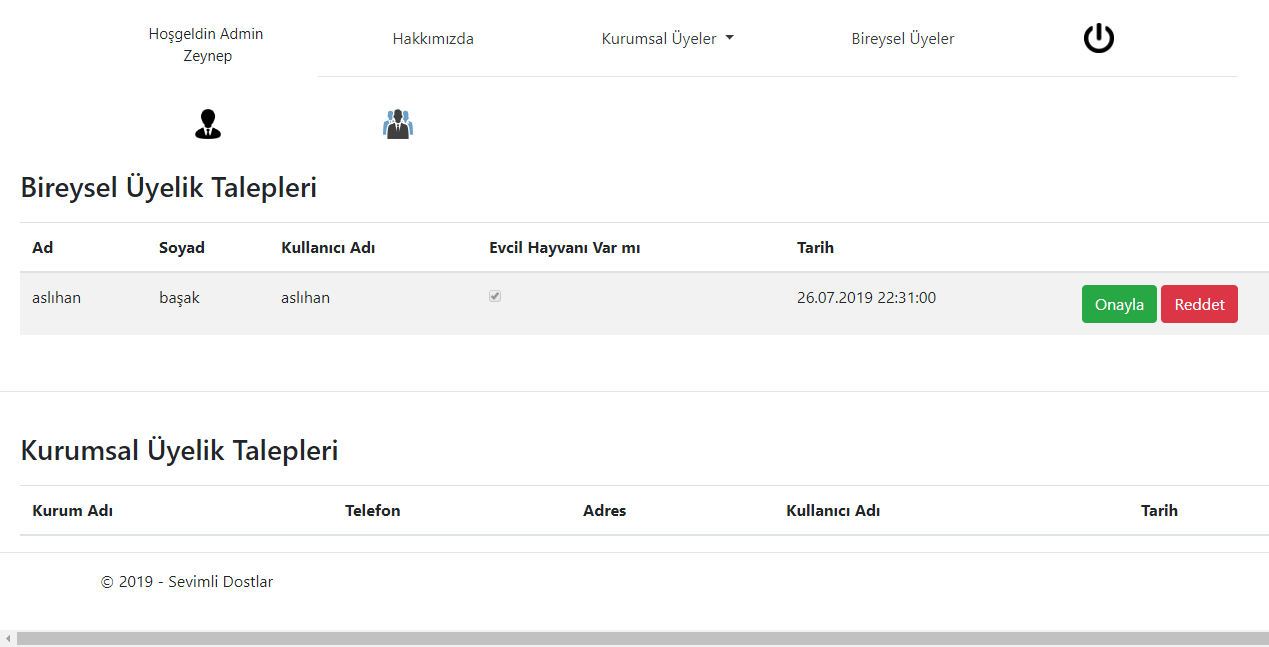 Hoşgeldin Admin
Zeynep
Hakkımızda
Kurumsal Üyeler
Bireysel Üyeler
Bireysel Üyelik Talepleri
Ad Soyad Kullanıcı Adı Evcil Hayvanı Var mı Tarih
aslıhan başak aslıhan 26.07.2019 22:31:00 Onayla Reddet
Kurumsal Üyelik Talepleri
Kurum Adı Telefon Adres Kullanıcı Adı Tarih
© 2019 - Sevimli Dostlar